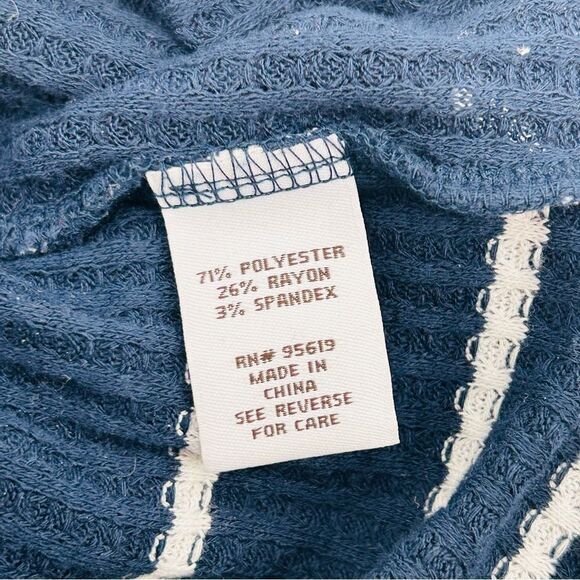 71% POLYESTER
26% RAYON
3% SPANDEX
RN# 95619
MADE IN
CHINA
SEE REVERSE
FOR CARE